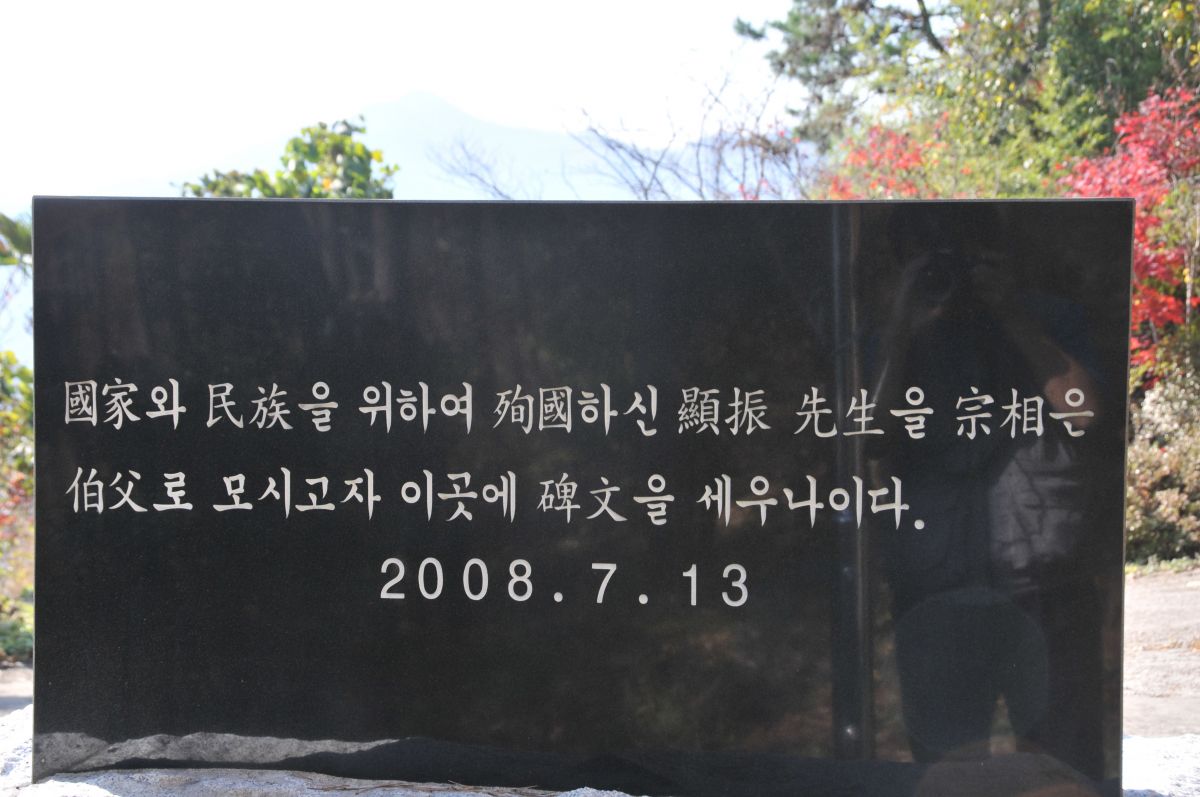 國家와 民族을 위하여 殉國하신 顯振 先生을 宗相은
伯父로 모시고자 이곳에 碑文을 세우나이다.
2008.7.13